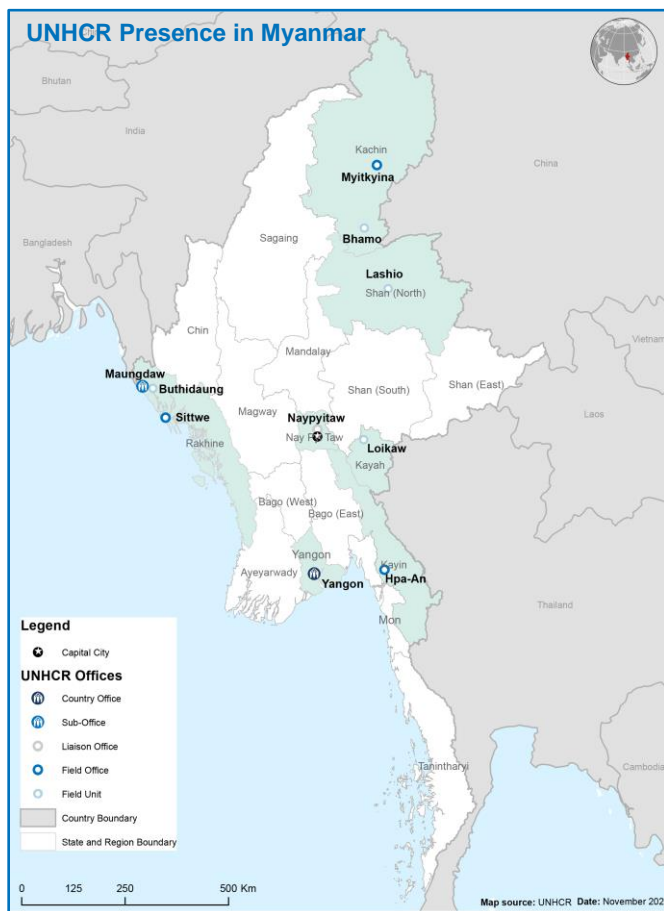 UNHCR Presence in Myanmar
Bhutan
India
China
Bangladesh
Kachin
Myitkyina
Sagaing
Bhamo
Lashio
Shan (North)
Chin
Mandalay
Vietnam
Maungdaw
Buthidaung
Shan (South)
Shan (East)
Magway
Naypyitaw
Laos
Sittwe
Rakhine
Loikaw
Kayah
Bago (West)
Bago (East)
Yangon
Kayin
Ayeyarwady
Yangon
Hpa-An
Thailand
Mon
Legend
Capital City
UNHCR Offices
Country Office
Sub-Office
Liaison Office
Field Office
Field Unit
Country Boundary
State and Region Boundary
Tanintharyi
Cambodia
0 125 250 500 Km
Map source: UNHCR Date: November